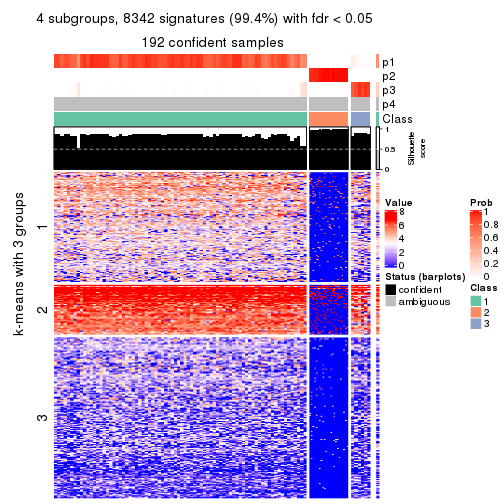 4 subgroups, 8342 signatures (99.4%) with fdr < 0.05
192 confident samples
p1
p2
p3
p4
Class
1
0.5
0
Silhouette
score
k-means with 3 groups
1
2
3
Value
8
6
4
2
0
Status (barplots)
confident
ambiguous
Prob
1
0.8
0.6
0.4
0.2
0
Class
1
2
3